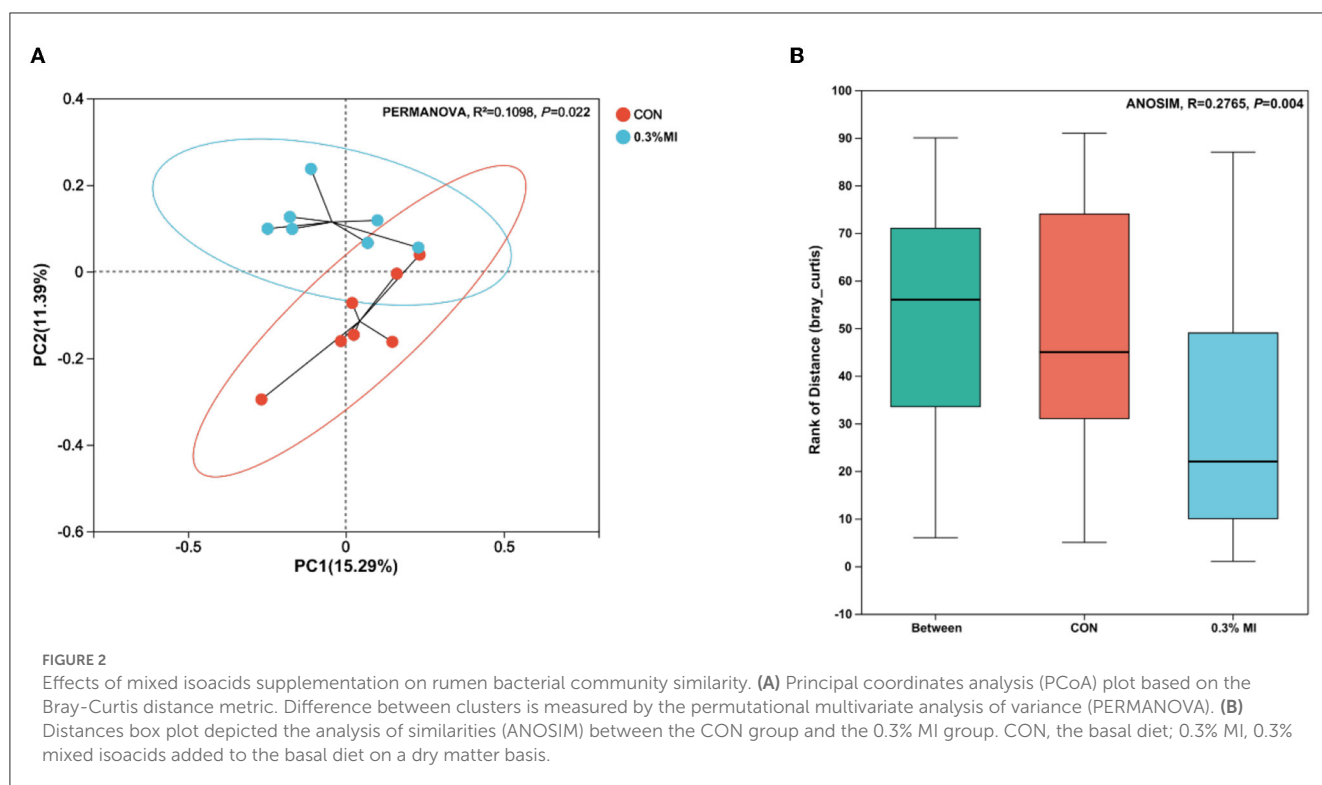 A
PERMANOVA, R²=0.1098, P=0.022
CON
0.3%MI
0.4
0.2
0
-0.2
-0.4
-0.6
-0.5
0
0.5
PC2(11.39%)
PC1(15.29%)
B
ANOSIM, R=0.2765, P=0.004
100
90
80
70
60
50
40
30
20
10
0
-10
Rank of Distance (bray_curtis)
Between
CON
0.3% MI
FIGURE 2
Effects of mixed isoacids supplementation on rumen bacterial community similarity. (A) Principal coordinates analysis (PCoA) plot based on the
Bray-Curtis distance metric. Difference between clusters is measured by the permutational multivariate analysis of variance (PERMANOVA). (B)
Distances box plot depicted the analysis of similarities (ANOSIM) between the CON group and the 0.3% MI group. CON, the basal diet; 0.3% MI, 0.3%
mixed isoacids added to the basal diet on a dry matter basis.